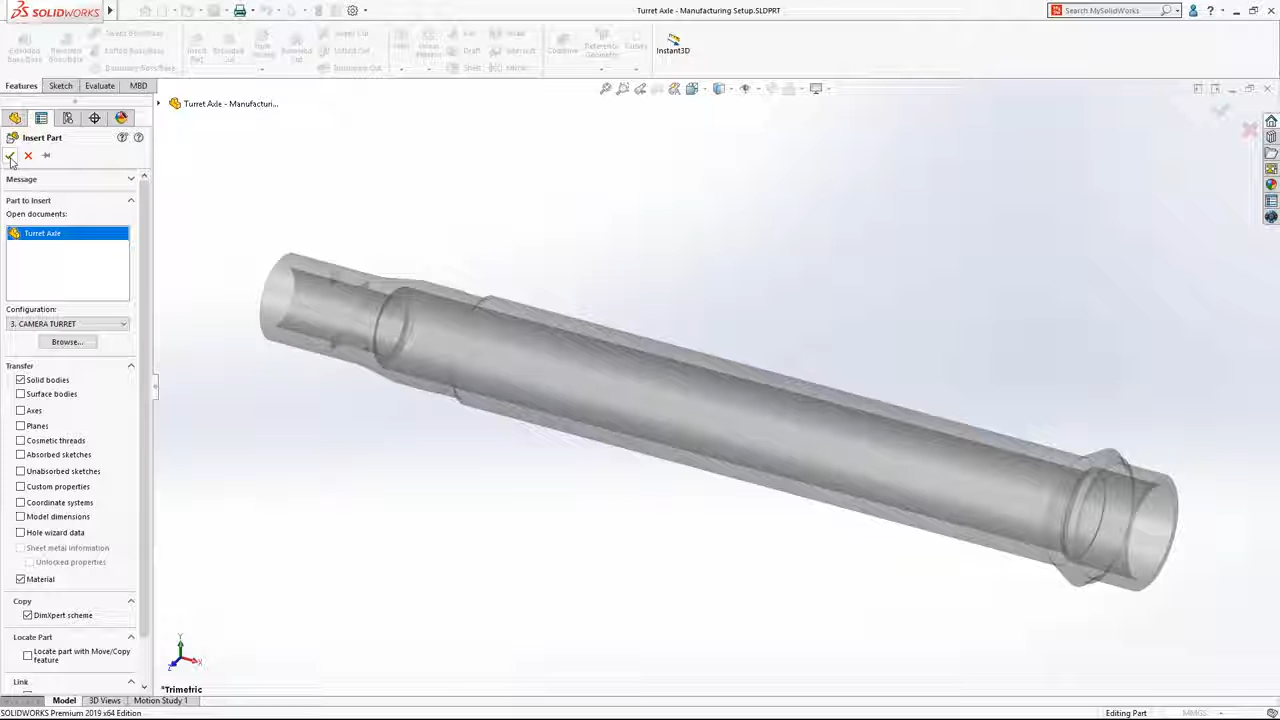 SOLIDWORKS
Turret Axle - Manufacturing Setup.SLDPRT
Search MySolidWorks
Instant3D
Features
Sketch
Evaluate
MBD
Turret Axle - Manufacturi...
Insert Part
Message
Part to Insert
Open documents:
Turret Axle
Configuration:
3. CAMERA TURRET
Browse...
Transfer
Solid bodies
Surface bodies
Axes
Planes
Cosmetic threads
Absorbed sketches
Unabsorbed sketches
Custom properties
Coordinate systems
Model dimensions
Hole wizard data
Sheet metal information
Unlocked properties
Material
Copy
DimXpert scheme
Locate Part
Locate part with Move/Copy
feature
Link
Y
X
Z
*Trimetric
Model
3D Views
Motion Study 1
SOLIDWORKS Premium 2019 x64 Edition
Editing Part
MMGS